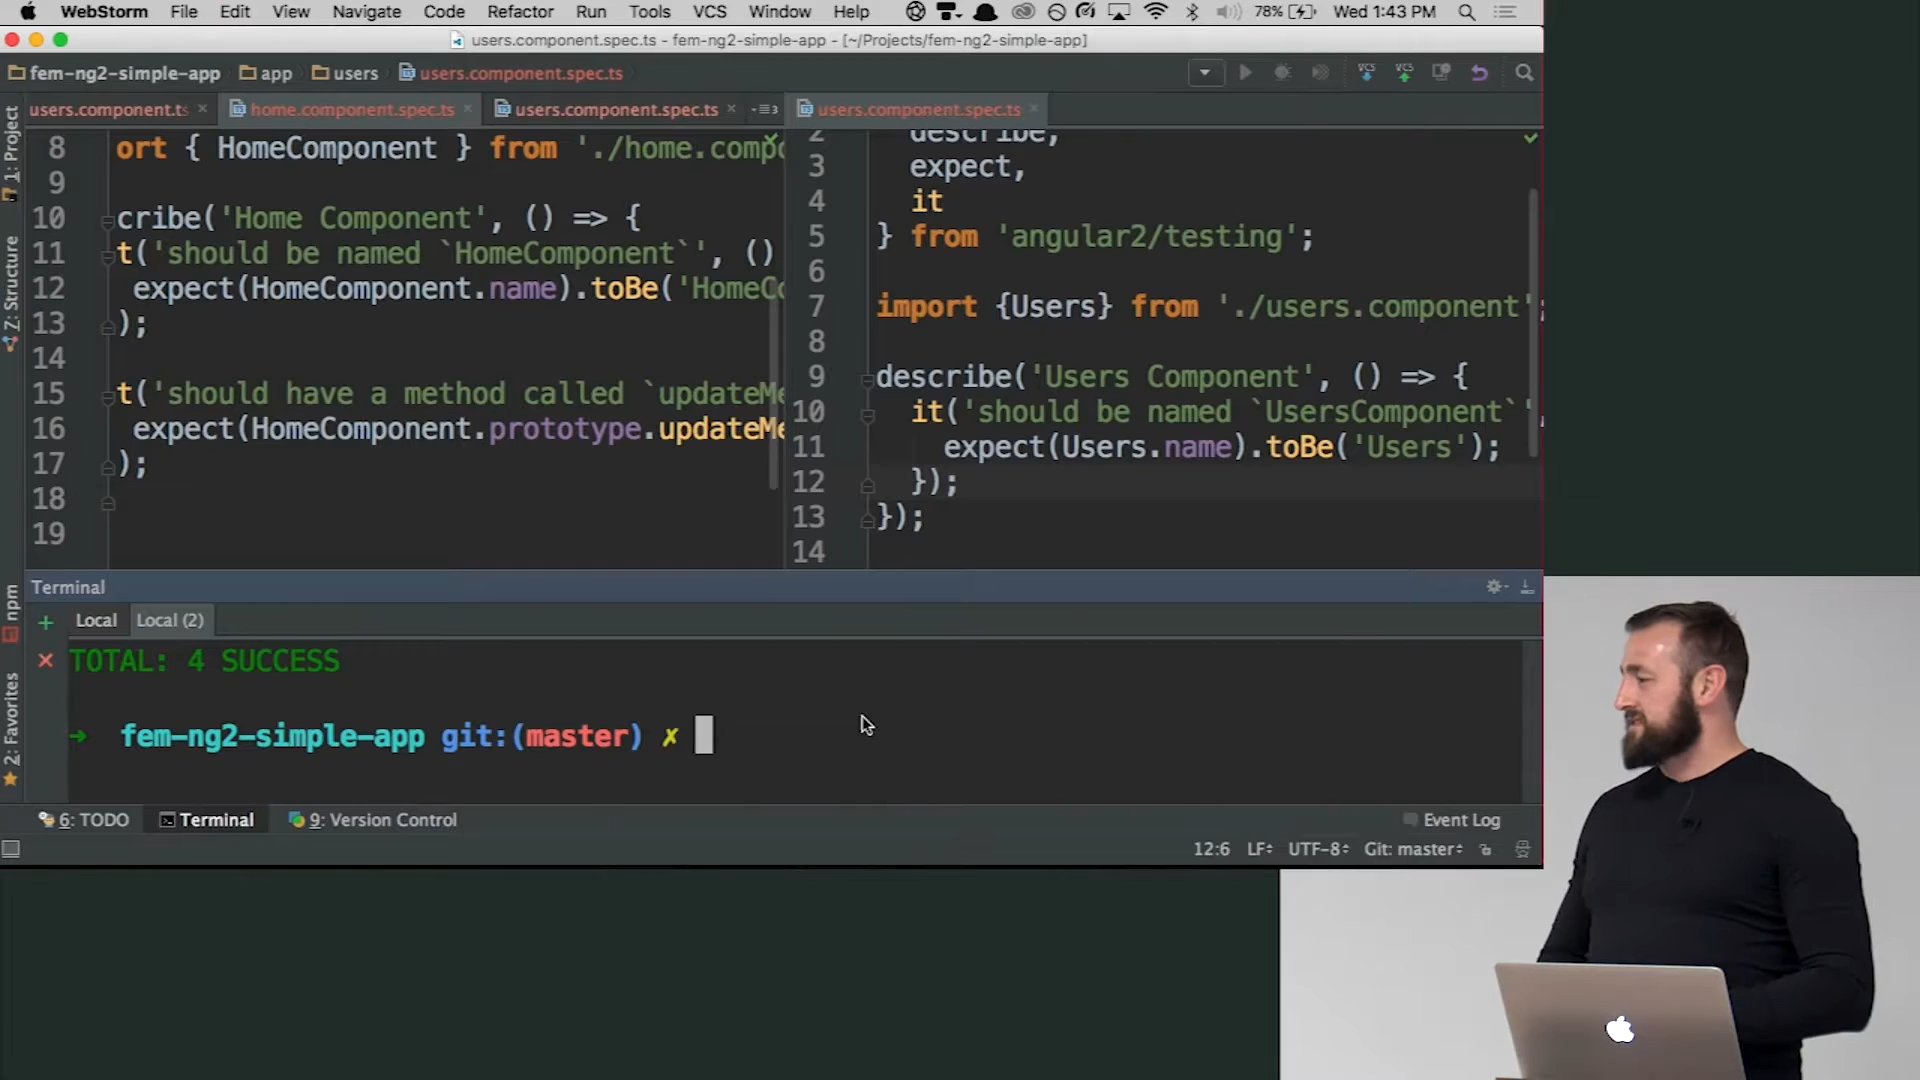 WebStorm File Edit View Navigate Code Refactor Run Tools VCS Window Help 78% Wed 1:43 PM
users.component.spec.ts - fem-ng2-simple-app - [~/Projects/fem-ng2-simple-app]
fem-ng2-simple-app app users users.component.spec.ts VCS VCS
users.component.ts home.component.spec.ts users.component.spec.ts users.component.spec.ts
1: Project
Z: Structure
npm
2: Favorites
8 ort { HomeComponent } from './home.compo
9
10 cribe('Home Component', () => {
11 t('should be named `HomeComponent`', ()
12 expect(HomeComponent.name).toBe('HomeCo
13 );
14
15 t('should have a method called `updateMe
16 expect(HomeComponent.prototype.updateMe
17 );
18
19
2 describe,
3 expect,
4 it
5 } from 'angular2/testing';
6
7 import {Users} from './users.component';
8
9 describe('Users Component', () => {
10 it('should be named `UsersComponent`',
11 expect(Users.name).toBe('Users');
12 });
13 });
14
Terminal
Local Local (2)
TOTAL: 4 SUCCESS
➜ fem-ng2-simple-app git:(master) ✗
6: TODO Terminal 9: Version Control Event Log
12:6 LF UTF-8 Git: master